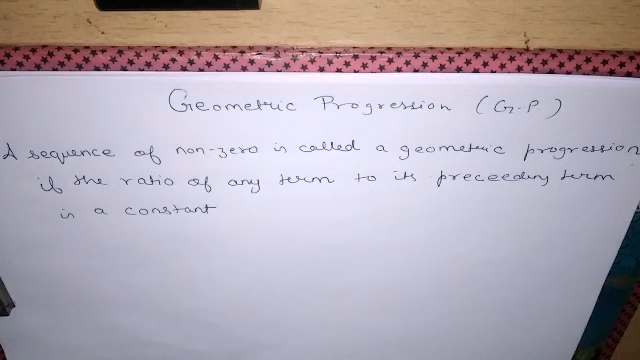 Geometric Progression (G.P)
A sequence of non-zero is called a geometric progression
if the ratio of any term to its preceeding term
is a constant